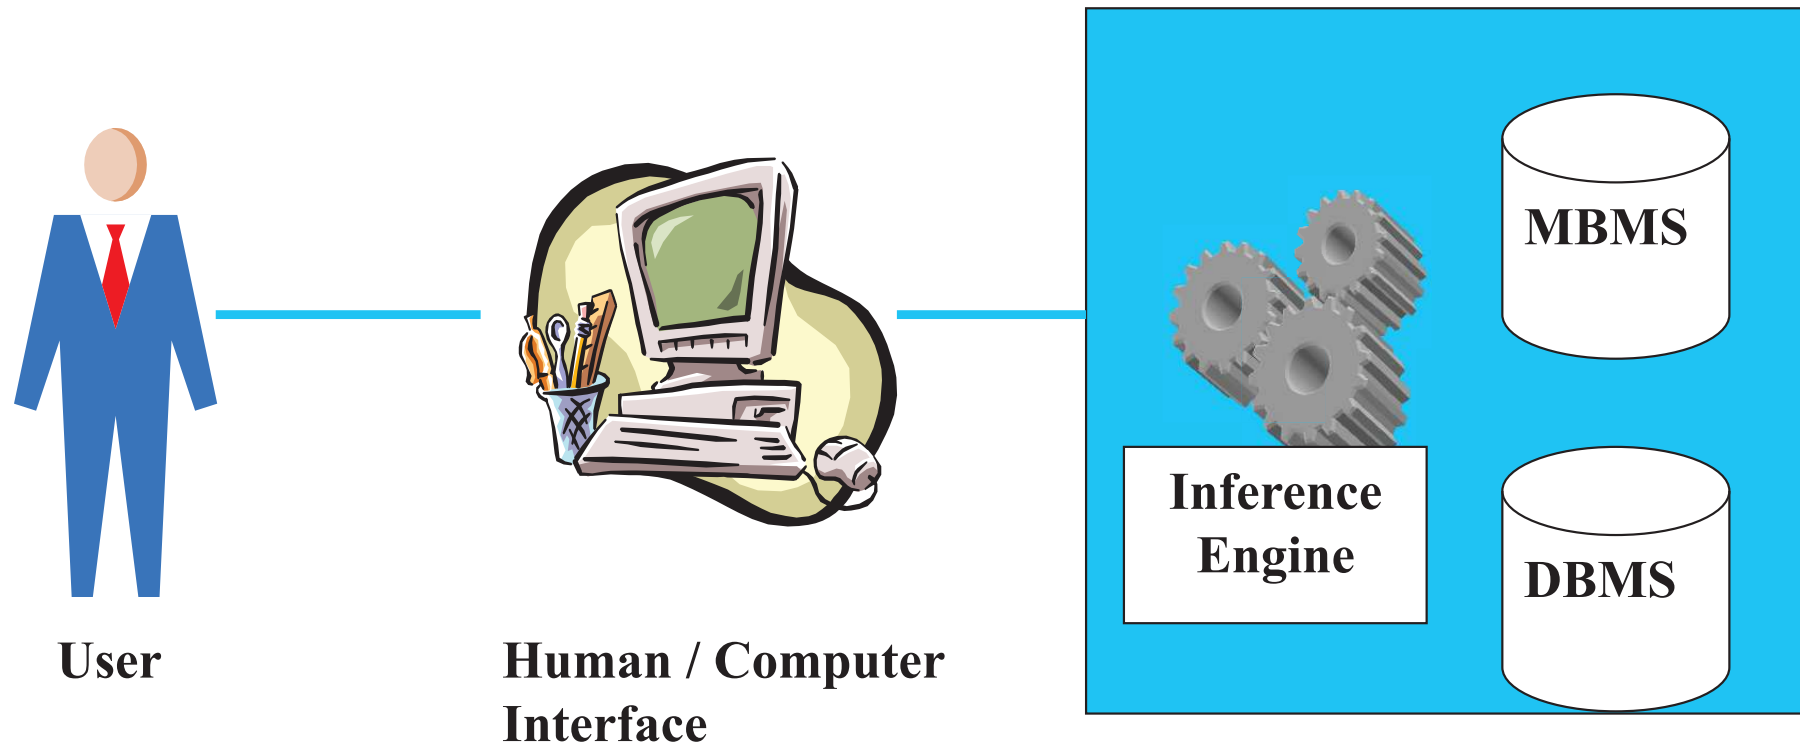 MBMS
Inference
Engine
DBMS
User
Human / Computer
Interface